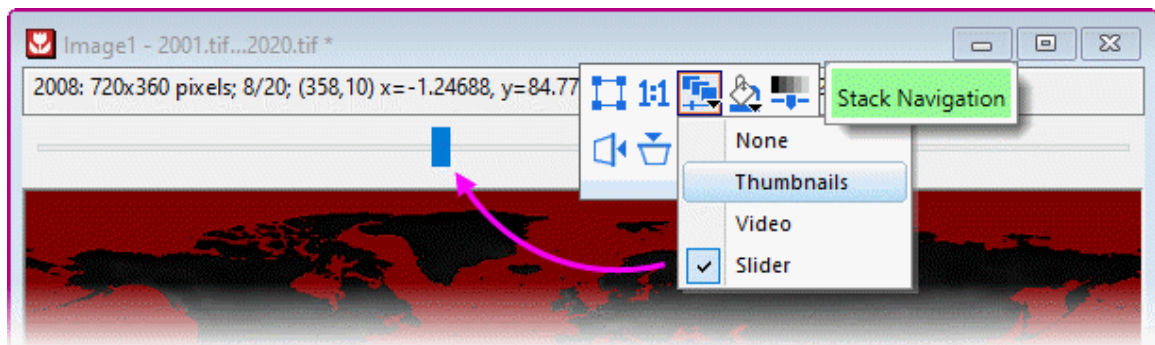 Image1 - 2001.tif...2020.tif *
2008: 720x360 pixels; 8/20; (358,10) x=-1.24688, y=84.77
1:1
Stack Navigation
None
Thumbnails
Video
Slider